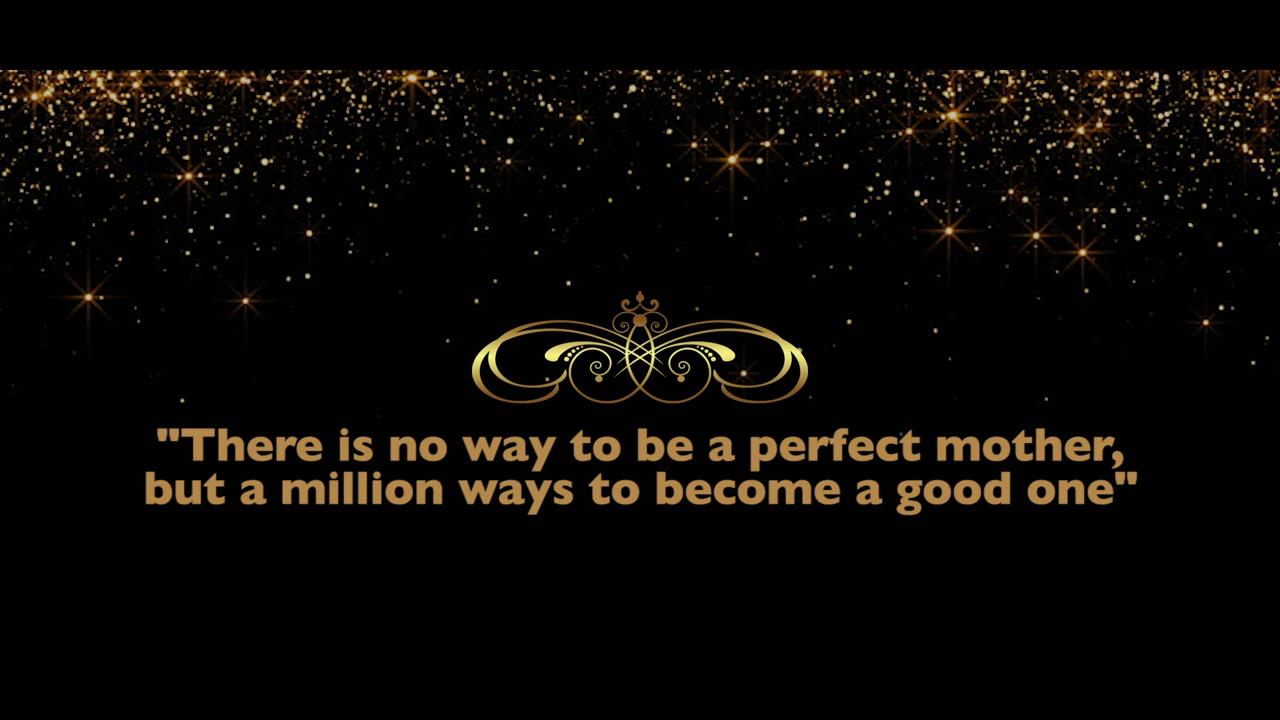 "There is no way to be a perfect mother,
but a million ways to become a good one"